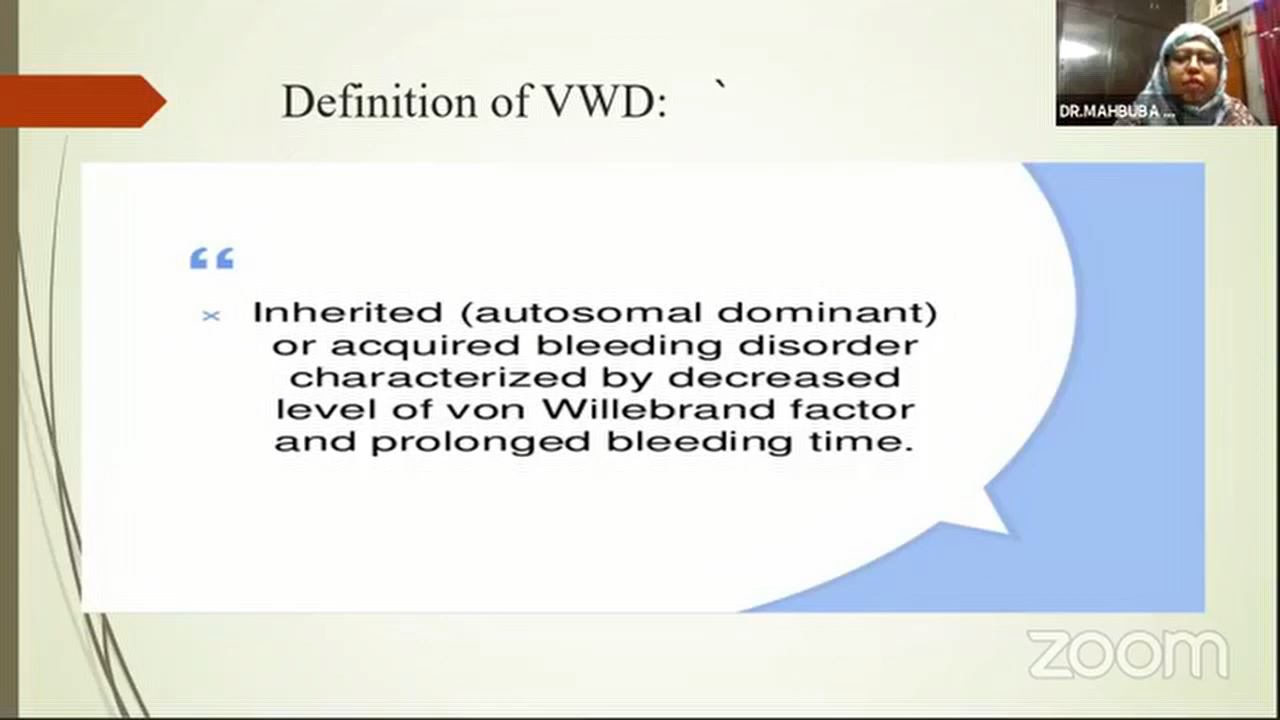 Definition of VWD: `
DR.MAHBUBA ...
“
× Inherited (autosomal dominant)
or acquired bleeding disorder
characterized by decreased
level of von Willebrand factor
and prolonged bleeding time.
zoom